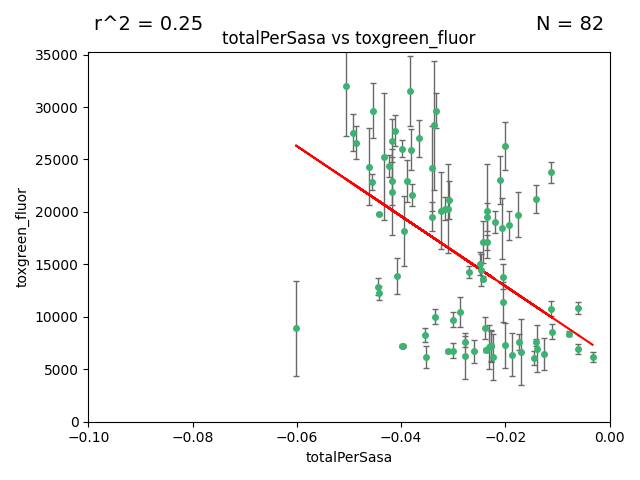 r^2 = 0.25
N = 82
totalPerSasa vs toxgreen_fluor
35000
30000
25000
20000
15000
10000
5000
0
toxgreen_fluor
−0.10
−0.08
−0.06
−0.04
−0.02
0.00
totalPerSasa